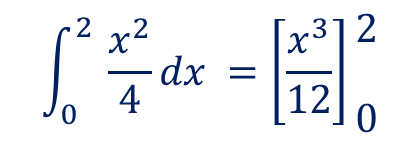 ∫₀² x²/4 dx = [x³/12]₀²